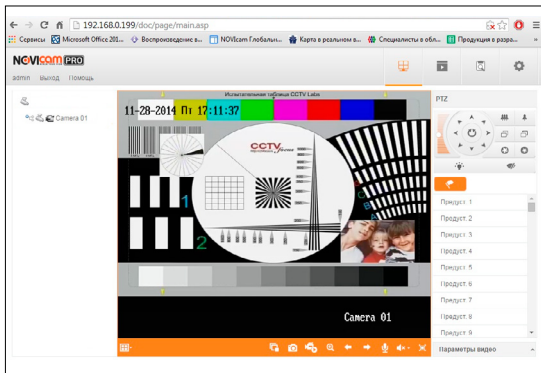 192.168.0.199/doc/page/main.asp
Сервисы Microsoft Office 201... Воспроизведение в... NOVIcam Глобальн... Карта в реальном в... Специалисты в обл... Продукция в разра... »
NOVICAM PRO
admin Выход Помощь
Camera 01
Испытательная таблица CCTV Labs
11-28-2014 Пт 17:11:37
CCTV focus
1
2
Camera 01
PTZ
Предуст. 1
Предуст. 2
Предуст. 3
Предуст. 4
Предуст. 5
Предуст. 6
Предуст. 7
Предуст. 8
Предуст. 9
Параметры видео